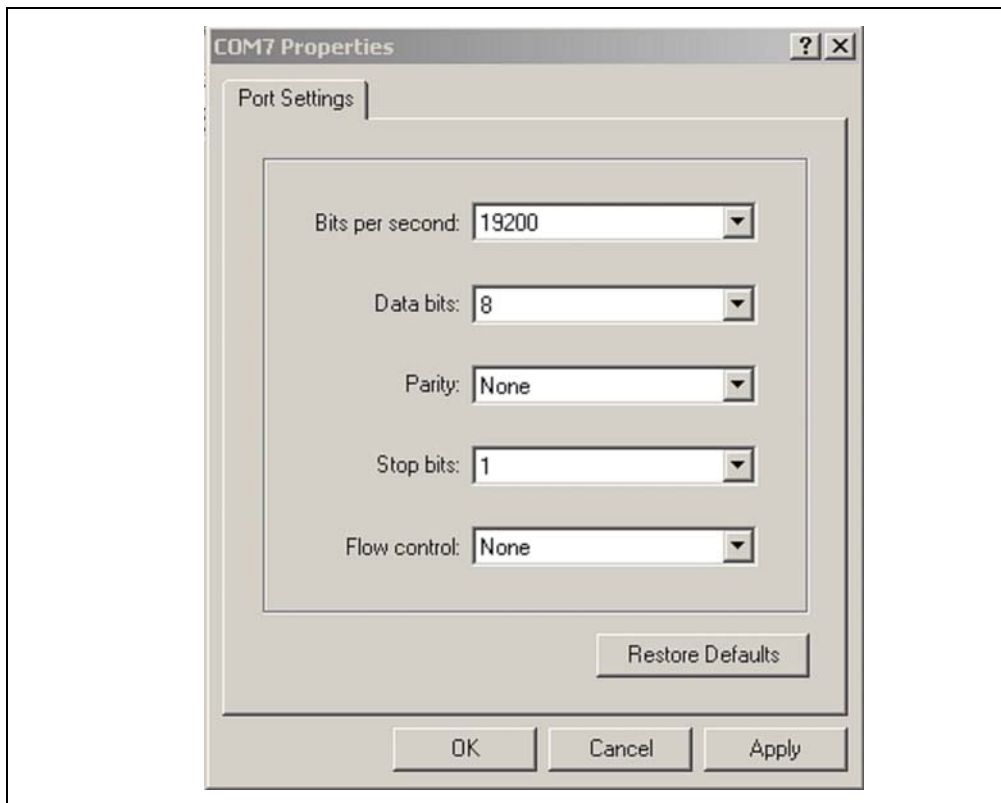 COM7 Properties
Port Settings
Bits per second: 19200
Data bits: 8
Parity: None
Stop bits: 1
Flow control: None
Restore Defaults
OK Cancel Apply